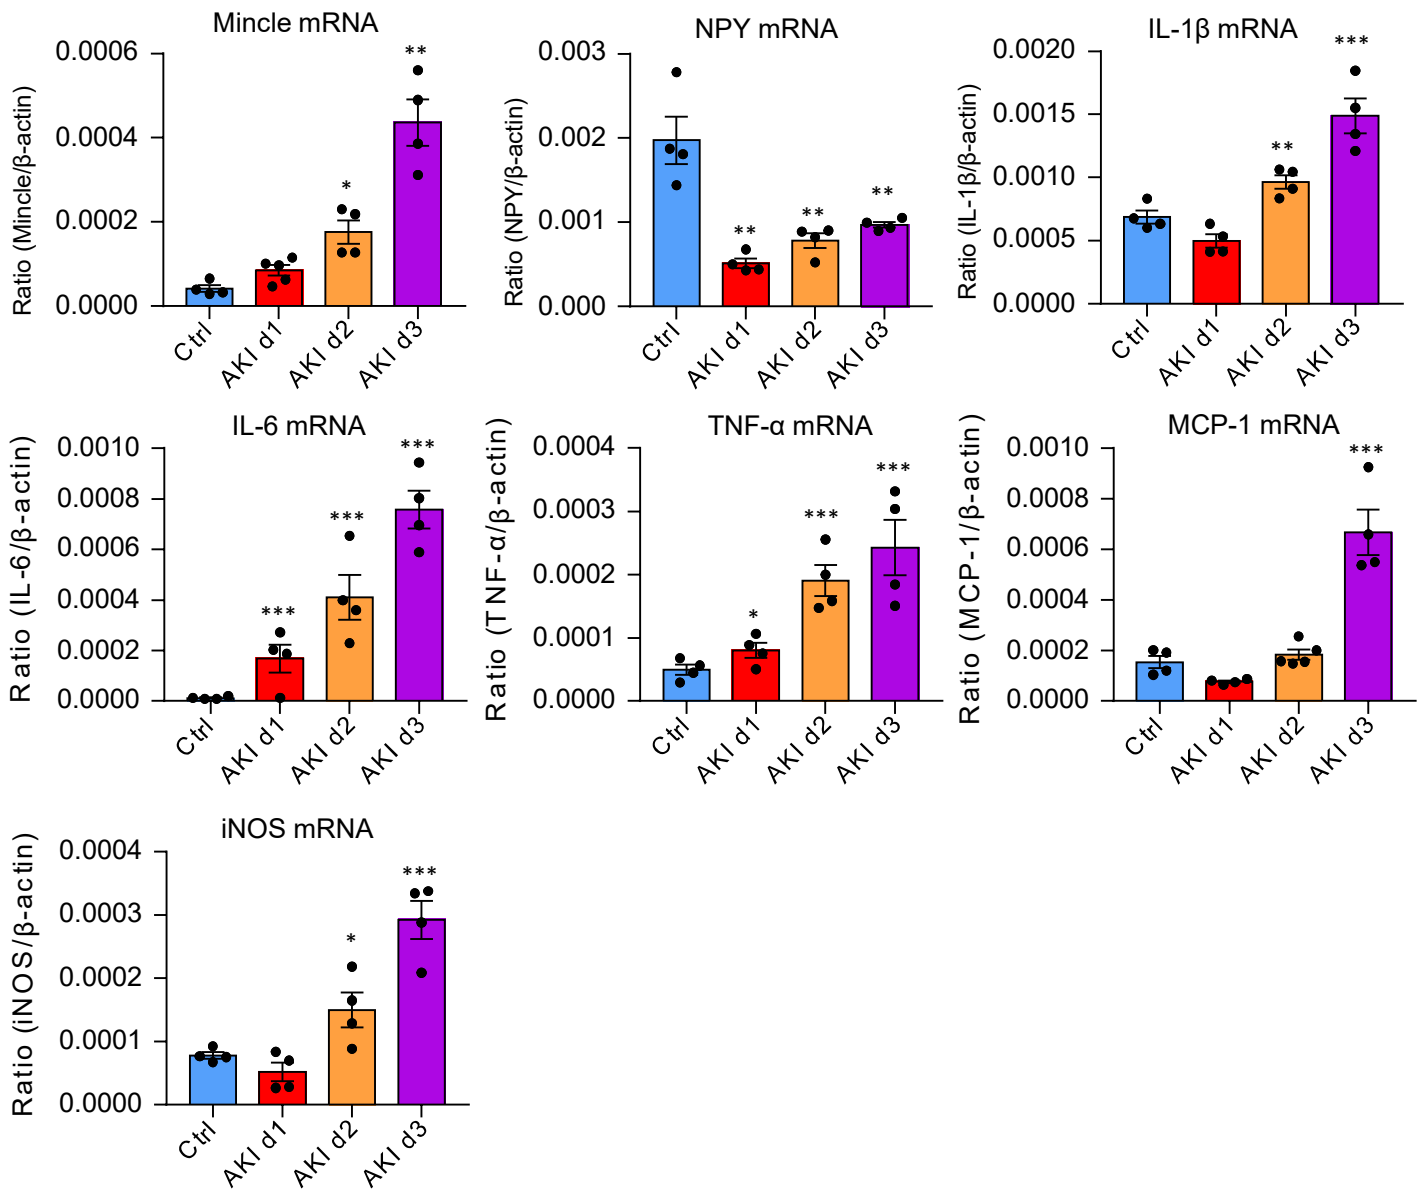 Mincle mRNA
Ratio (Mincle/β-actin)
0.0006
0.0004
0.0002
0.0000
**
*
Ctrl
AKI d1
AKI d2
AKI d3
NPY mRNA
Ratio (NPY/β-actin)
0.003
0.002
0.001
0.000
**
**
**
Ctrl
AKI d1
AKI d2
AKI d3
IL-1β mRNA
Ratio (IL-1β/β-actin)
0.0020
0.0015
0.0010
0.0005
0.0000
***
**
Ctrl
AKI d1
AKI d2
AKI d3
IL-6 mRNA
Ratio (IL-6/β-actin)
0.0010
0.0008
0.0006
0.0004
0.0002
0.0000
***
***
***
Ctrl
AKI d1
AKI d2
AKI d3
TNF-α mRNA
Ratio (TNF-α/β-actin)
0.0004
0.0003
0.0002
0.0001
0.0000
***
***
*
Ctrl
AKI d1
AKI d2
AKI d3
MCP-1 mRNA
Ratio (MCP-1/β-actin)
0.0010
0.0008
0.0006
0.0004
0.0002
0.0000
***
Ctrl
AKI d1
AKI d2
AKI d3
iNOS mRNA
Ratio (iNOS/β-actin)
0.0004
0.0003
0.0002
0.0001
0.0000
***
*
Ctrl
AKI d1
AKI d2
AKI d3